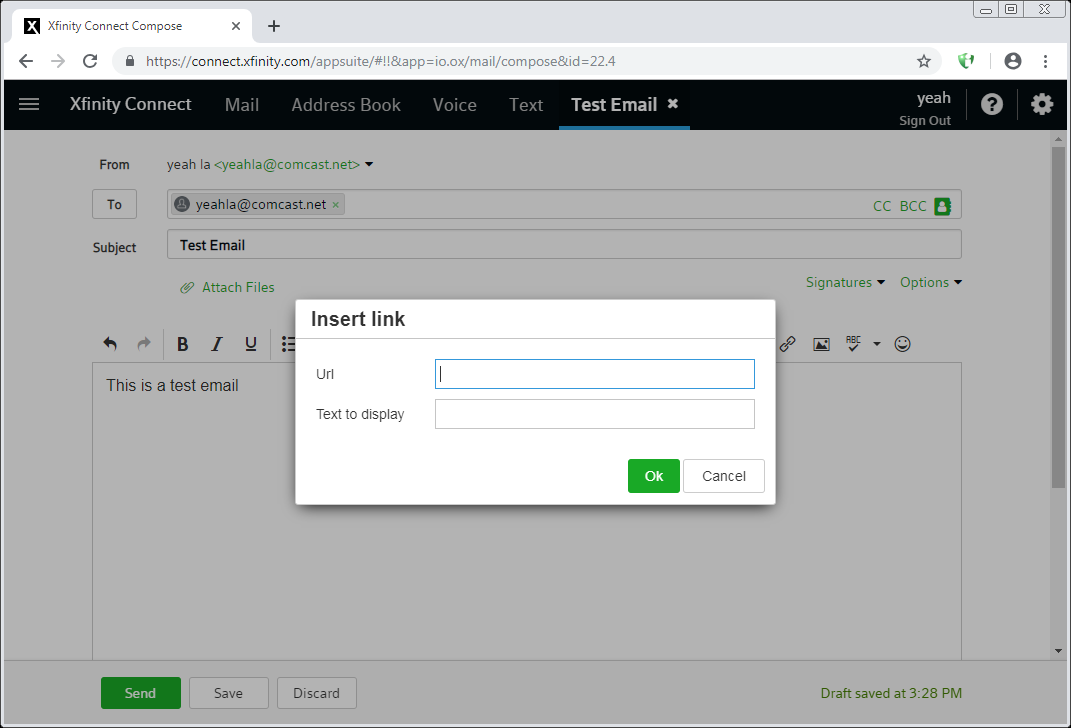 Xfinity Connect Compose
https://connect.xfinity.com/appsuite/#!!&app=io.ox/mail/compose&id=22.4
Xfinity Connect Mail Address Book Voice Text Test Email
yeah
Sign Out
From yeah la <yeahla@comcast.net>
To yeahla@comcast.net CC BCC
Subject Test Email
Attach Files Signatures Options
Insert link
B I U ABC
Url
This is a test email
Text to display
Ok Cancel
Send Save Discard Draft saved at 3:28 PM